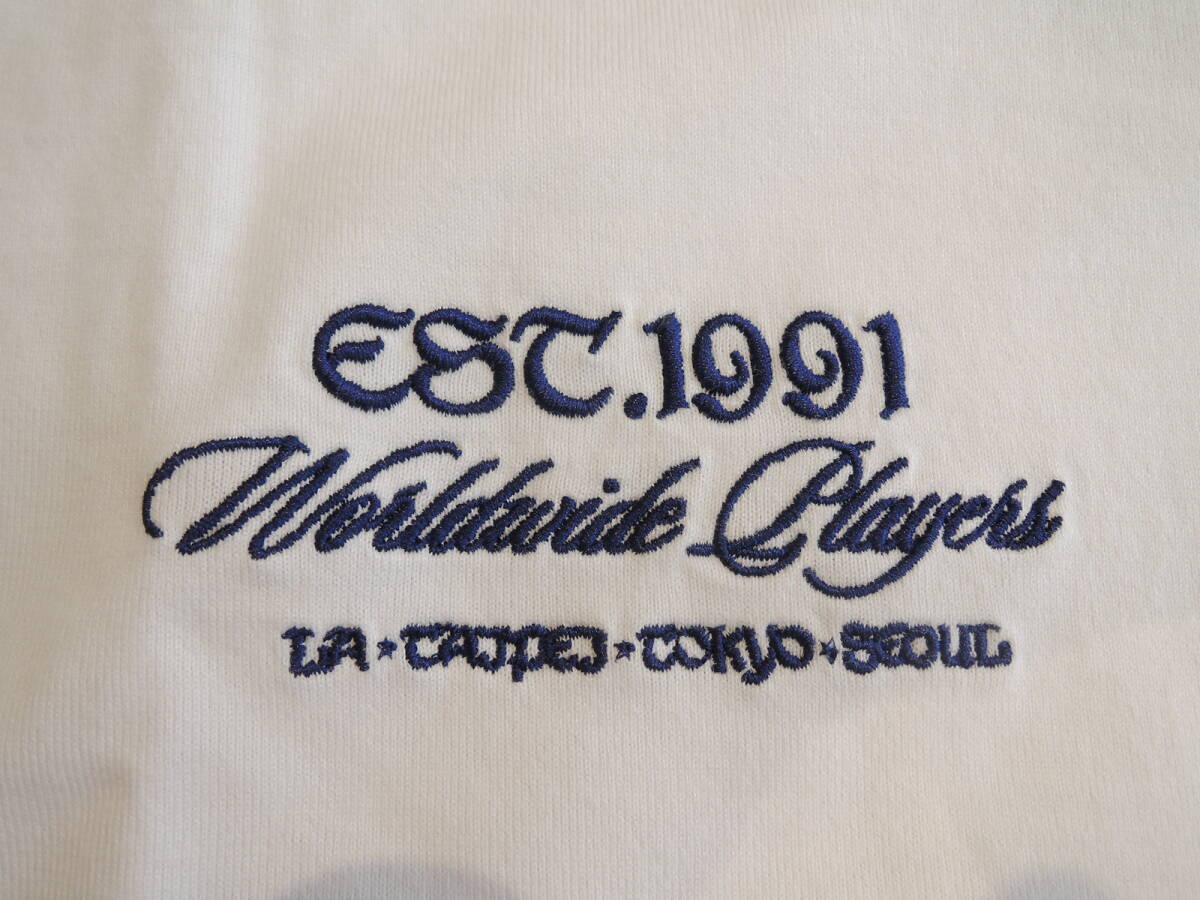 EST.1991
Worldwide Players
LA・TAIPEI・TOKYO・SEOUL